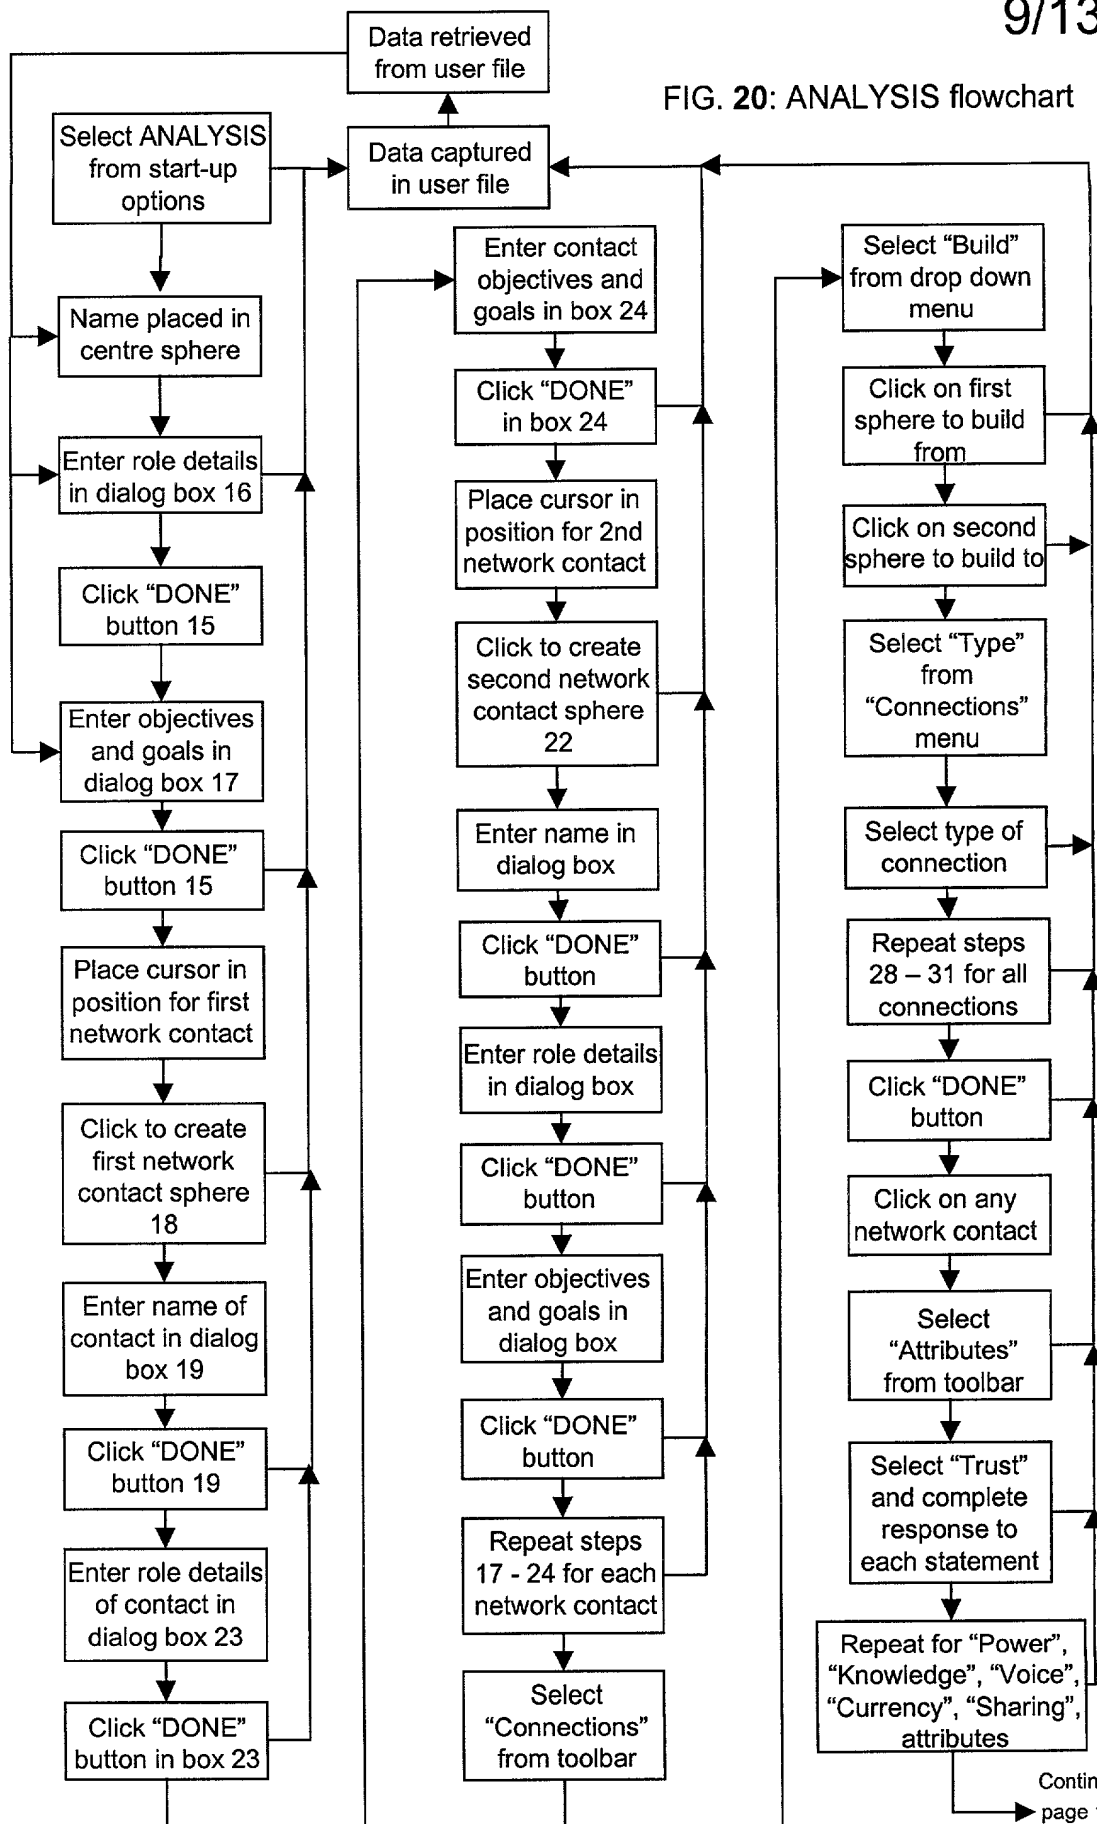 9/13
FIG. 20: ANALYSIS flowchart
Data retrieved
from user file
Data captured
in user file
Select ANALYSIS
from start-up
options
Name placed in
centre sphere
Enter role details
in dialog box 16
Click “DONE”
button 15
Enter objectives
and goals in
dialog box 17
Click “DONE”
button 15
Place cursor in
position for first
network contact
Click to create
first network
contact sphere
18
Enter name of
contact in dialog
box 19
Click “DONE”
button 19
Enter role details
of contact in
dialog box 23
Click “DONE”
button in box 23
Enter contact
objectives and
goals in box 24
Click “DONE”
in box 24
Place cursor in
position for 2nd
network contact
Click to create
second network
contact sphere
22
Enter name in
dialog box
Click “DONE”
button
Enter role details
in dialog box
Click “DONE”
button
Enter objectives
and goals in
dialog box
Click “DONE”
button
Repeat steps
17 - 24 for each
network contact
Select
“Connections”
from toolbar
Select “Build”
from drop down
menu
Click on first
sphere to build
from
Click on second
sphere to build to
Select “Type”
from
“Connections”
menu
Select type of
connection
Repeat steps
28 – 31 for all
connections
Click “DONE”
button
Click on any
network contact
Select
“Attributes”
from toolbar
Select “Trust”
and complete
response to
each statement
Repeat for “Power”,
“Knowledge”, “Voice”,
“Currency”, “Sharing”,
attributes
Contin
page